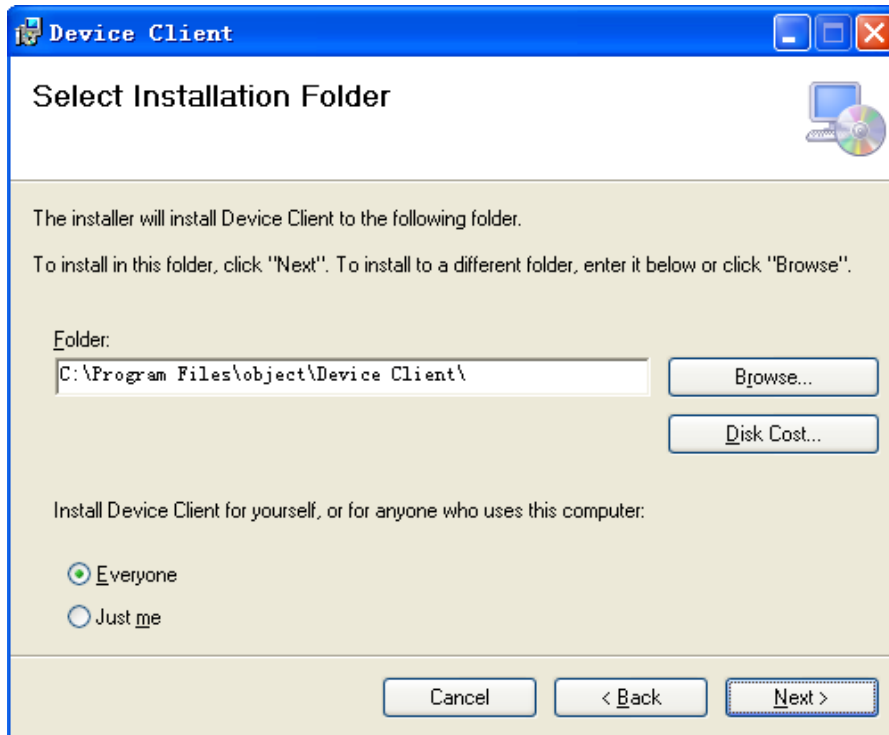 Device Client
Select Installation Folder
The installer will install Device Client to the following folder.
To install in this folder, click "Next". To install to a different folder, enter it below or click "Browse".
Folder:
C:\Program Files\object\Device Client\
Browse...
Disk Cost...
Install Device Client for yourself, or for anyone who uses this computer:
Everyone
Just me
Cancel
< Back
Next >